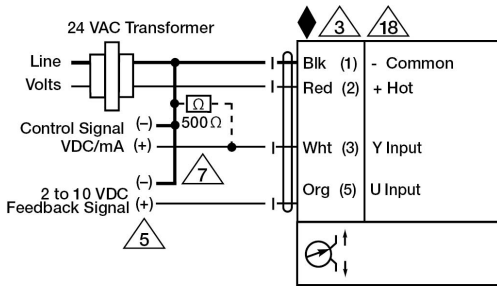 24 VAC Transformer
3
18
Line
Volts
Blk (1) - Common
Red (2) + Hot
Ω
500Ω
Control Signal (-)
VDC/mA (+)
Wht (3) Y Input
7
(-)
2 to 10 VDC
Feedback Signal (+)
Org (5) U Input
5